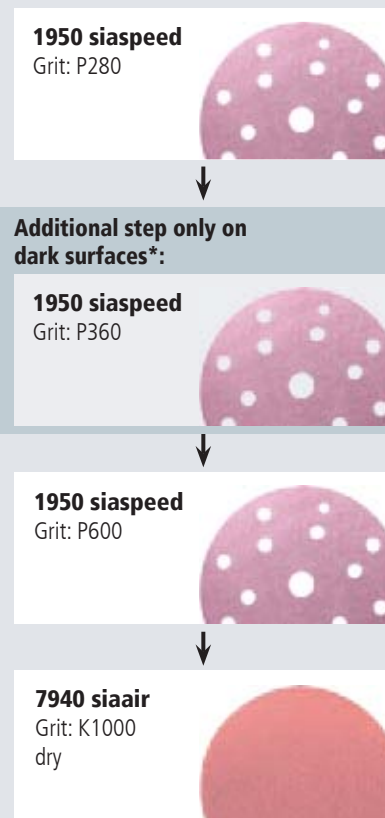 1950 siaspeed
Grit: P280
Additional step only on
dark surfaces*:
1950 siaspeed
Grit: P360
1950 siaspeed
Grit: P600
7940 siaair
Grit: K1000
dry